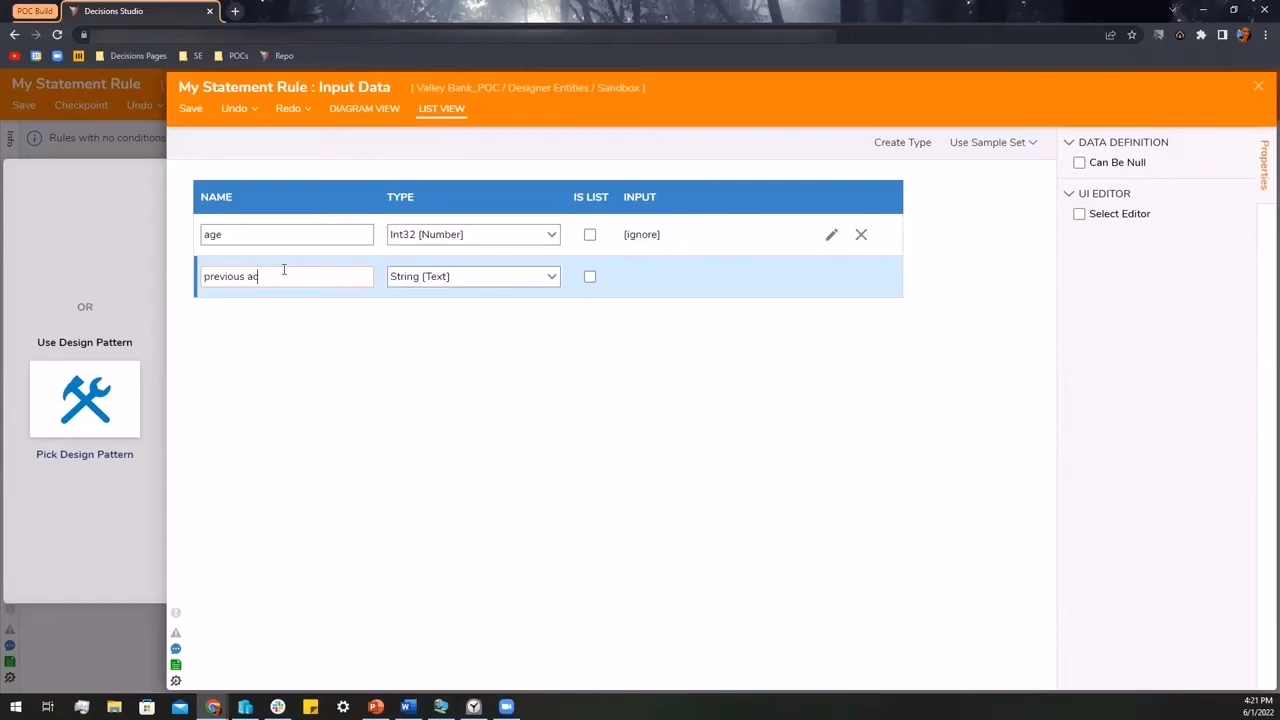 POC Build
Decisions Studio
Decisions Pages
SE
POCs
Repo
My Statement Rule
Save
Checkpoint
Undo
Info
Rules with no conditions
OR
Use Design Pattern
Pick Design Pattern
My Statement Rule : Input Data
[ Valley Bank_POC / Designer Entities / Sandbox ]
Save
Undo
Redo
DIAGRAM VIEW
LIST VIEW
Create Type
Use Sample Set
NAME
TYPE
IS LIST
INPUT
age
Int32 [Number]
[ignore]
previous ac
String [Text]
DATA DEFINITION
Can Be Null
UI EDITOR
Select Editor
Properties
4:21 PM
6/1/2022